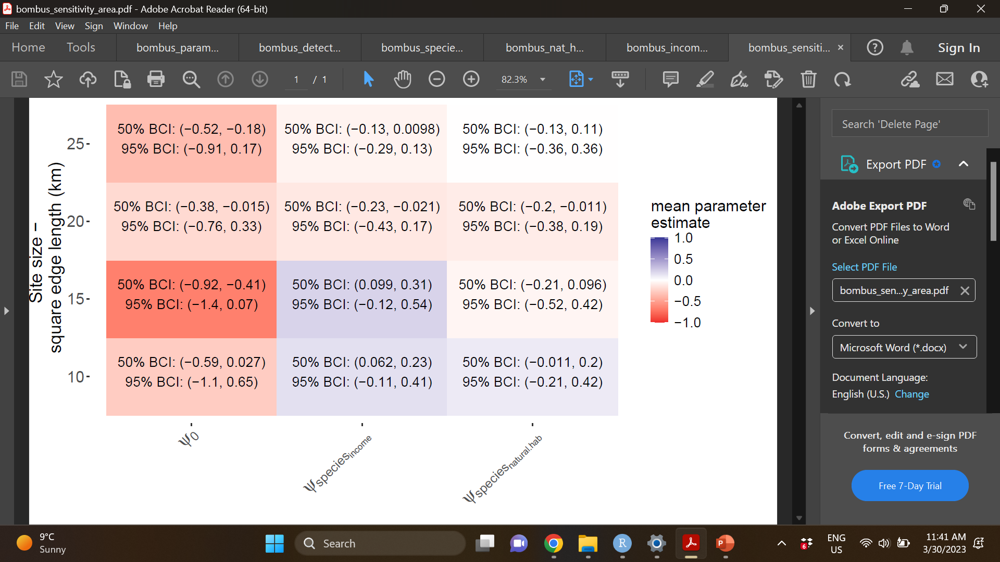 bombus_sensitivity_area.pdf - Adobe Acrobat Reader (64-bit)
File Edit View Sign Window Help
Home Tools bombus_param... bombus_detect... bombus_specie... bombus_nat_h... bombus_incom... bombus_sensiti... Sign In
1 / 1 82.3%
Site size −
square edge length (km)
25
50% BCI: (−0.52, −0.18) 50% BCI: (−0.13, 0.0098) 50% BCI: (−0.13, 0.11)
95% BCI: (−0.91, 0.17) 95% BCI: (−0.29, 0.13) 95% BCI: (−0.36, 0.36)
20
50% BCI: (−0.38, −0.015) 50% BCI: (−0.23, −0.021) 50% BCI: (−0.2, −0.011)
95% BCI: (−0.76, 0.33) 95% BCI: (−0.43, 0.17) 95% BCI: (−0.38, 0.19)
15
50% BCI: (−0.92, −0.41) 50% BCI: (0.099, 0.31) 50% BCI: (−0.21, 0.096)
95% BCI: (−1.4, 0.07) 95% BCI: (−0.12, 0.54) 95% BCI: (−0.52, 0.42)
10
50% BCI: (−0.59, 0.027) 50% BCI: (0.062, 0.23) 50% BCI: (−0.011, 0.2)
95% BCI: (−1.1, 0.65) 95% BCI: (−0.11, 0.41) 95% BCI: (−0.21, 0.42)
ψ0 ψspeciesincome ψspeciesnatural.hab
mean parameter
estimate
1.0
0.5
0.0
−0.5
−1.0
Search 'Delete Page'
Export PDF
Adobe Export PDF
Convert PDF Files to Word
or Excel Online
Select PDF File
bombus_sen...y_area.pdf
Convert to
Microsoft Word (*.docx)
Document Language:
English (U.S.) Change
Convert, edit and e-sign PDF
forms & agreements
Free 7-Day Trial
9°C
Sunny
Search
R
P
6
ENG
US
11:41 AM
3/30/2023